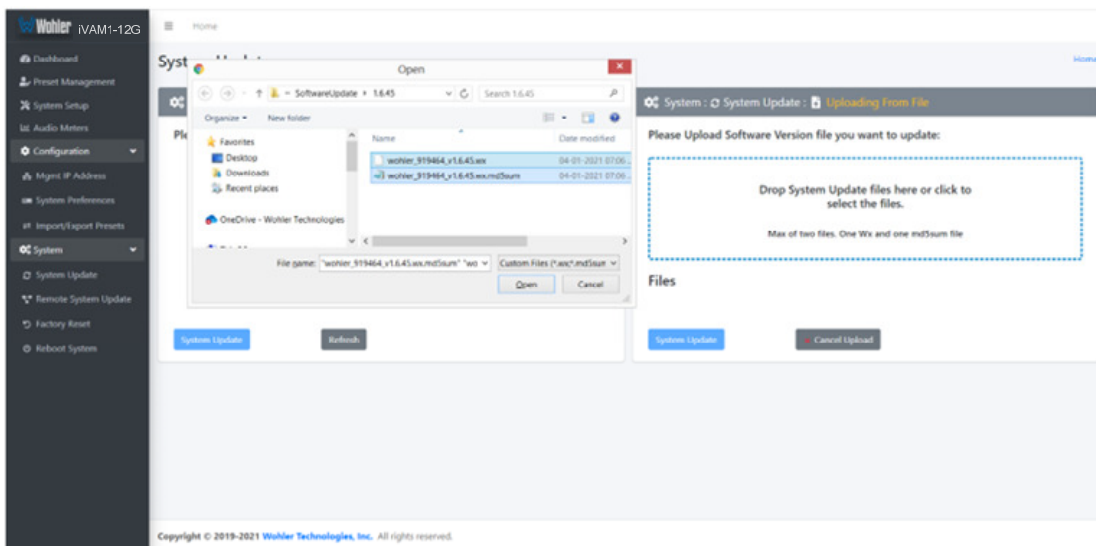 Wohler iVAM1-12G
Home
Dashboard
Preset Management
System Setup
Audio Meters
Configuration
Mgmt IP Address
System Preferences
Import/Export Presets
System
System Update
Remote System Update
Factory Reset
Reboot System
Syst
Home
Open
SoftwareUpdate
1.6.45
Search 1.6.45
Organize
New folder
Favorites
Desktop
Downloads
Recent places
OneDrive - Wohler Technologies
Name
Date modified
wohler_919464_v1.6.45.wx
04-01-2021 07:06
wohler_919464_v1.6.45.wx.md5sum
04-01-2021 07:06
File name: "wohler_919464_v1.6.45.wx.md5sum" "wo
Custom Files (*.wx;*.md5sum
Open
Cancel
Ple
System Update
Refresh
System : System Update : Uploading From File
Please Upload Software Version file you want to update:
Drop System Update files here or click to
select the files.
Max of two files. One Wx and one md5sum file
Files
System Update
Cancel Upload
Copyright © 2019-2021 Wohler Technologies, Inc. All rights reserved.